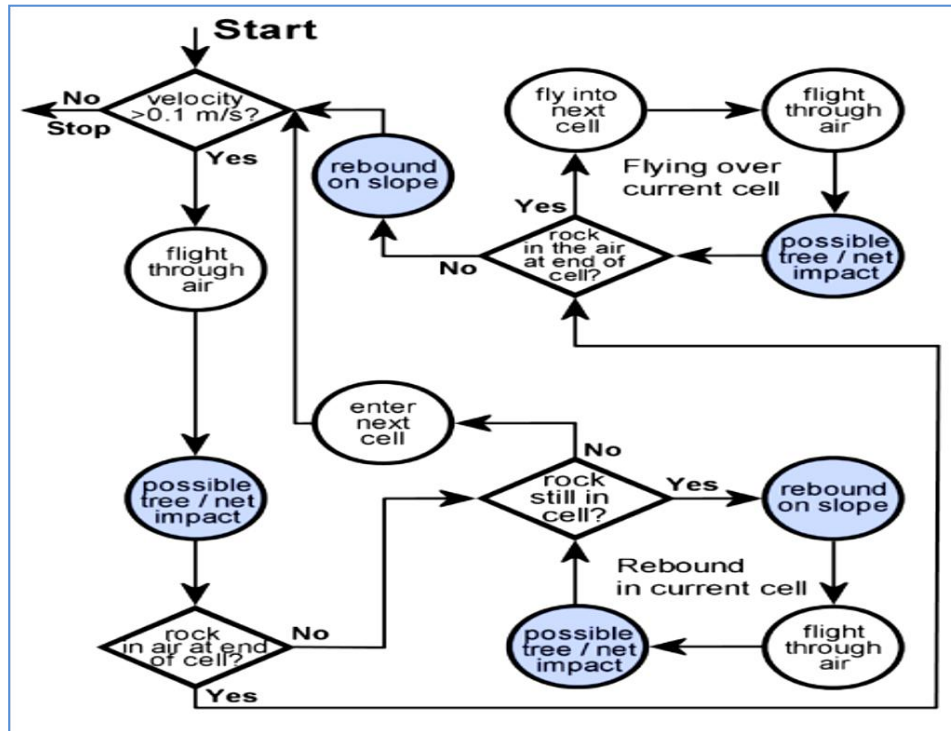 Start
No
Stop
velocity
>0.1 m/s?
Yes
flight
through
air
possible
tree / net
impact
rock
in air at end
of cell?
No
Yes
rebound
on slope
fly into
next
cell
flight
through
air
Flying over
current cell
Yes
rock
in the air
at end of
cell?
No
possible
tree / net
impact
enter
next
cell
No
rock
still in
cell?
Yes
rebound
on slope
Rebound
in current cell
possible
tree / net
impact
flight
through
air